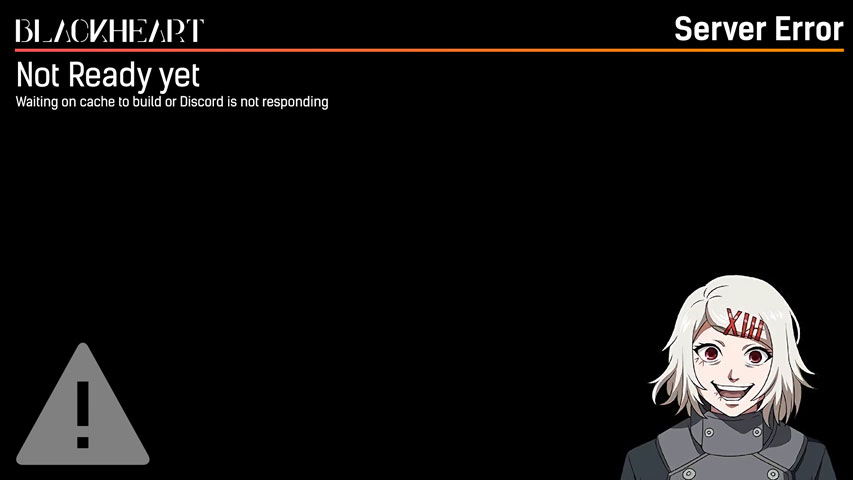 BLACKHEART
Server Error
Not Ready yet
Waiting on cache to build or Discord is not responding
XIII
!